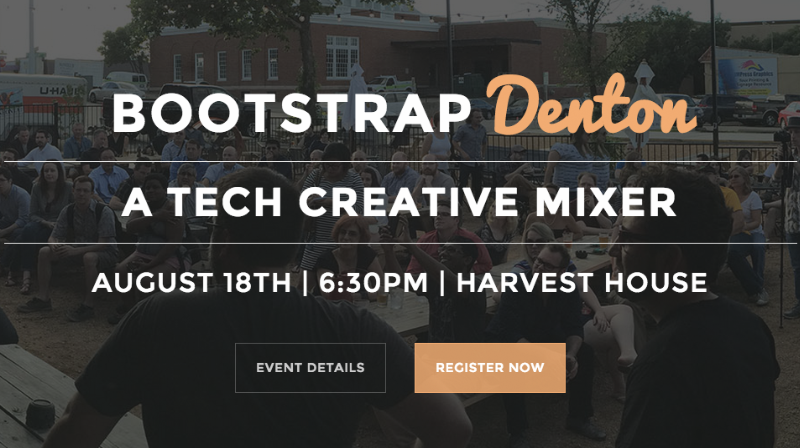 U-HAUL
BOOTSTRAP Denton
A TECH CREATIVE MIXER
AUGUST 18TH | 6:30PM | HARVEST HOUSE
EVENT DETAILS
REGISTER NOW